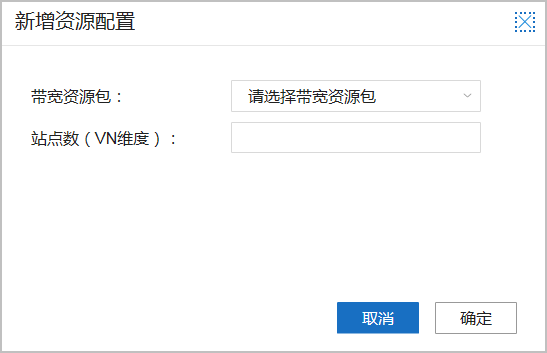 新增资源配置
带宽资源包：
请选择带宽资源包
站点数（VN维度）：
取消
确定